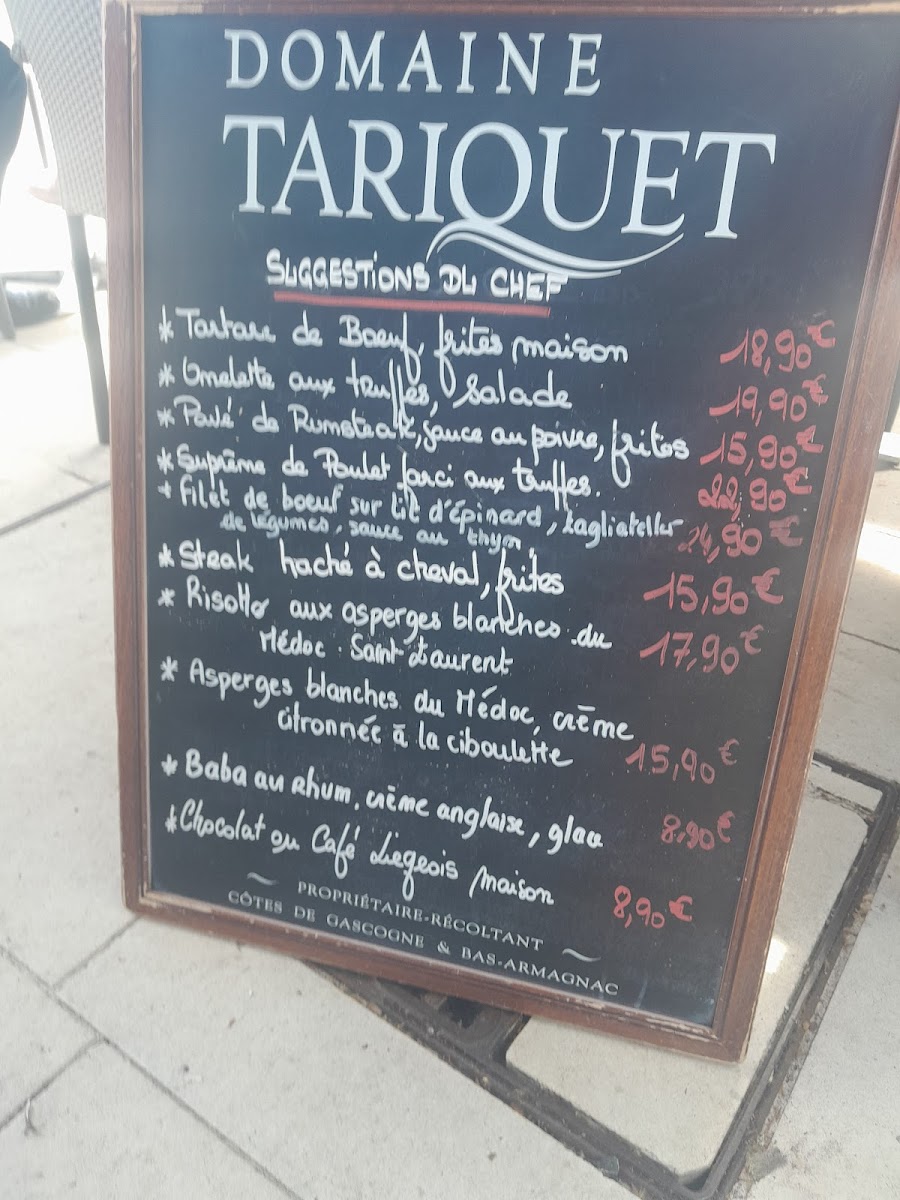 DOMAINE
TARIQUET
SUGGESTIONS DU CHEF
* Tartare de Boeuf, frites maison 18,90€
* Omelette aux truffes, salade 19,90€
* Pavé de Rumsteak, sauce au poivre, frites 15,90€
* Suprême de Poulet farci aux truffes. 22,90€
* Filet de boeuf sur lit d'épinard, tagliatelles 24,90€
de légumes, sauce au thym
* Steak haché à cheval, frites 15,90€
* Risotto aux asperges blanches du 17,90€
Médoc. Saint-Laurent
* Asperges blanches du Médoc, crème
citronnée à la ciboulette 15,90€
* Baba au Rhum, crème anglaise, glace 8,90€
* Chocolat ou Café Liegeois maison 8,90€
PROPRIÉTAIRE-RÉCOLTANT
CÔTES DE GASCOGNE & BAS-ARMAGNAC